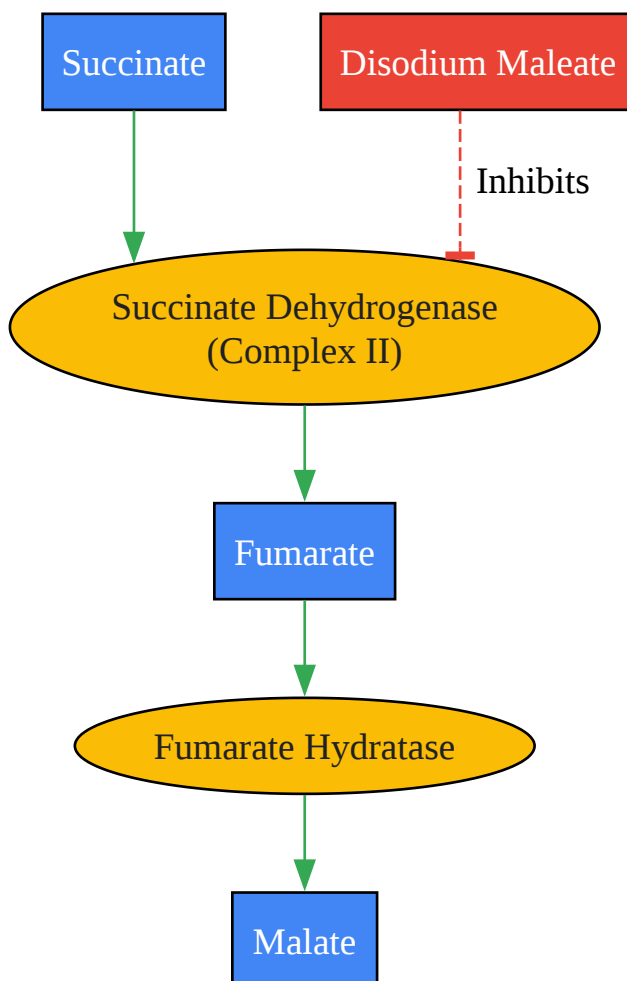 Succinate
Disodium Maleate
Inhibits
Succinate Dehydrogenase
(Complex II)
Fumarate
Fumarate Hydratase
Malate